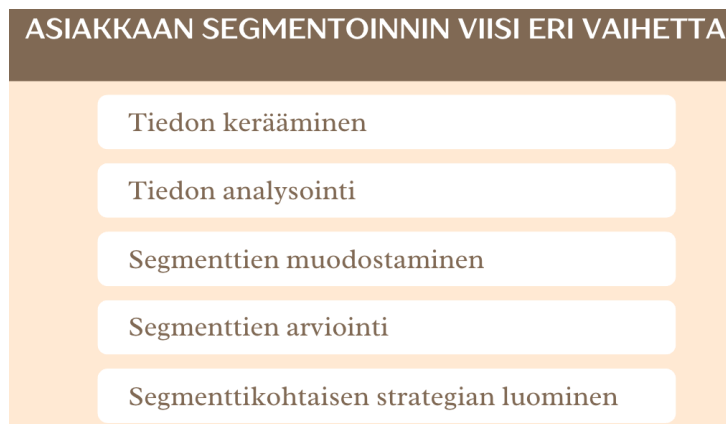 ASIAKKAAN SEGMENTOINNIN VIISI ERI VAIHETTA
Tiedon kerääminen
Tiedon analysointi
Segmenttien muodostaminen
Segmenttien arviointi
Segmenttikohtaisen strategian luominen